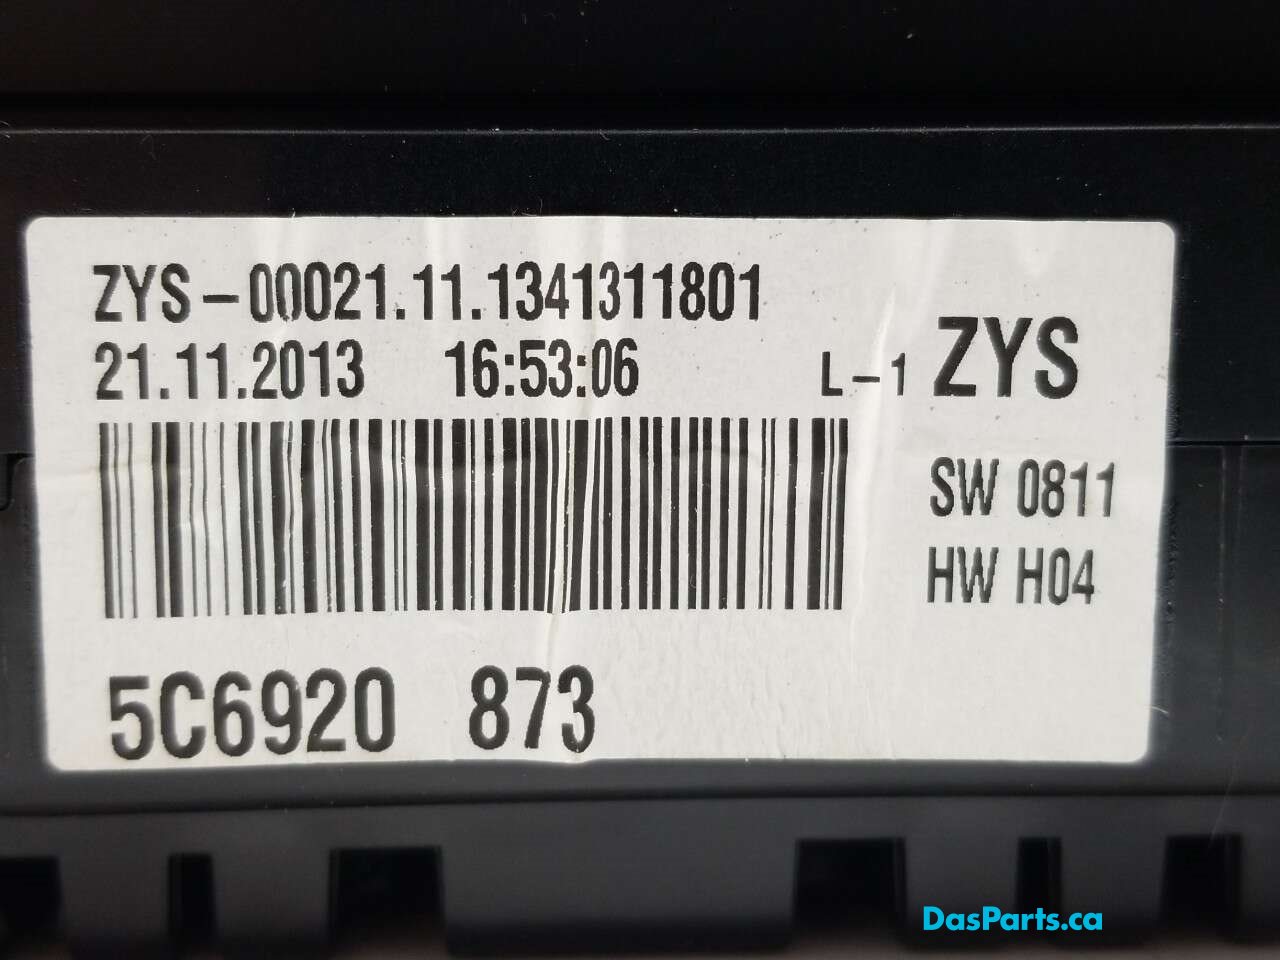 ZYS-00021.11.1341311801
21.11.2013 16:53:06 L-1 ZYS
SW 0811
HW H04
5C6920 873
DasParts.ca